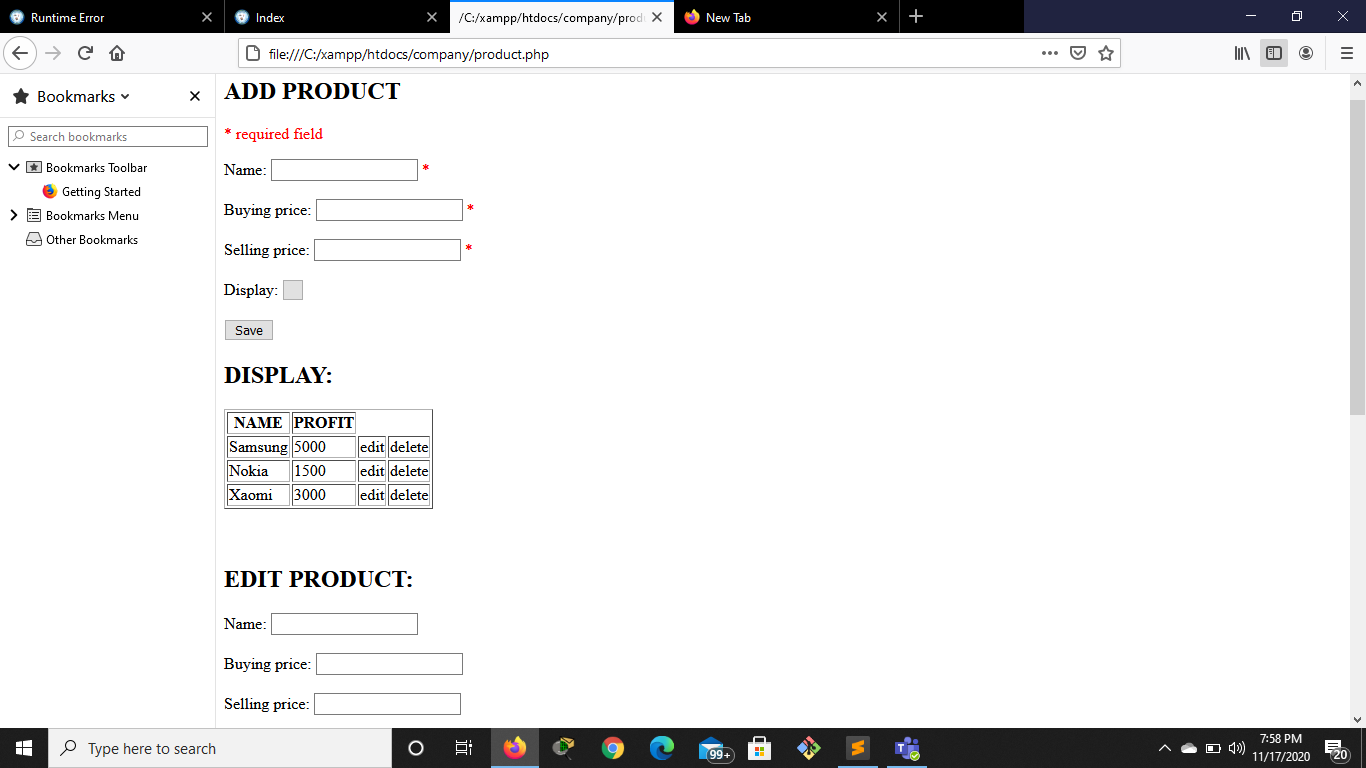 Runtime Error
Index
/C:/xampp/htdocs/company/prod
New Tab
file:///C:/xampp/htdocs/company/product.php
Bookmarks
Search bookmarks
Bookmarks Toolbar
Getting Started
Bookmarks Menu
Other Bookmarks
ADD PRODUCT
* required field
Name: *
Buying price: *
Selling price: *
Display:
Save
DISPLAY:
NAME PROFIT
Samsung 5000 edit delete
Nokia 1500 edit delete
Xaomi 3000 edit delete
EDIT PRODUCT:
Name:
Buying price:
Selling price:
Type here to search
99+
7:58 PM
11/17/2020
20